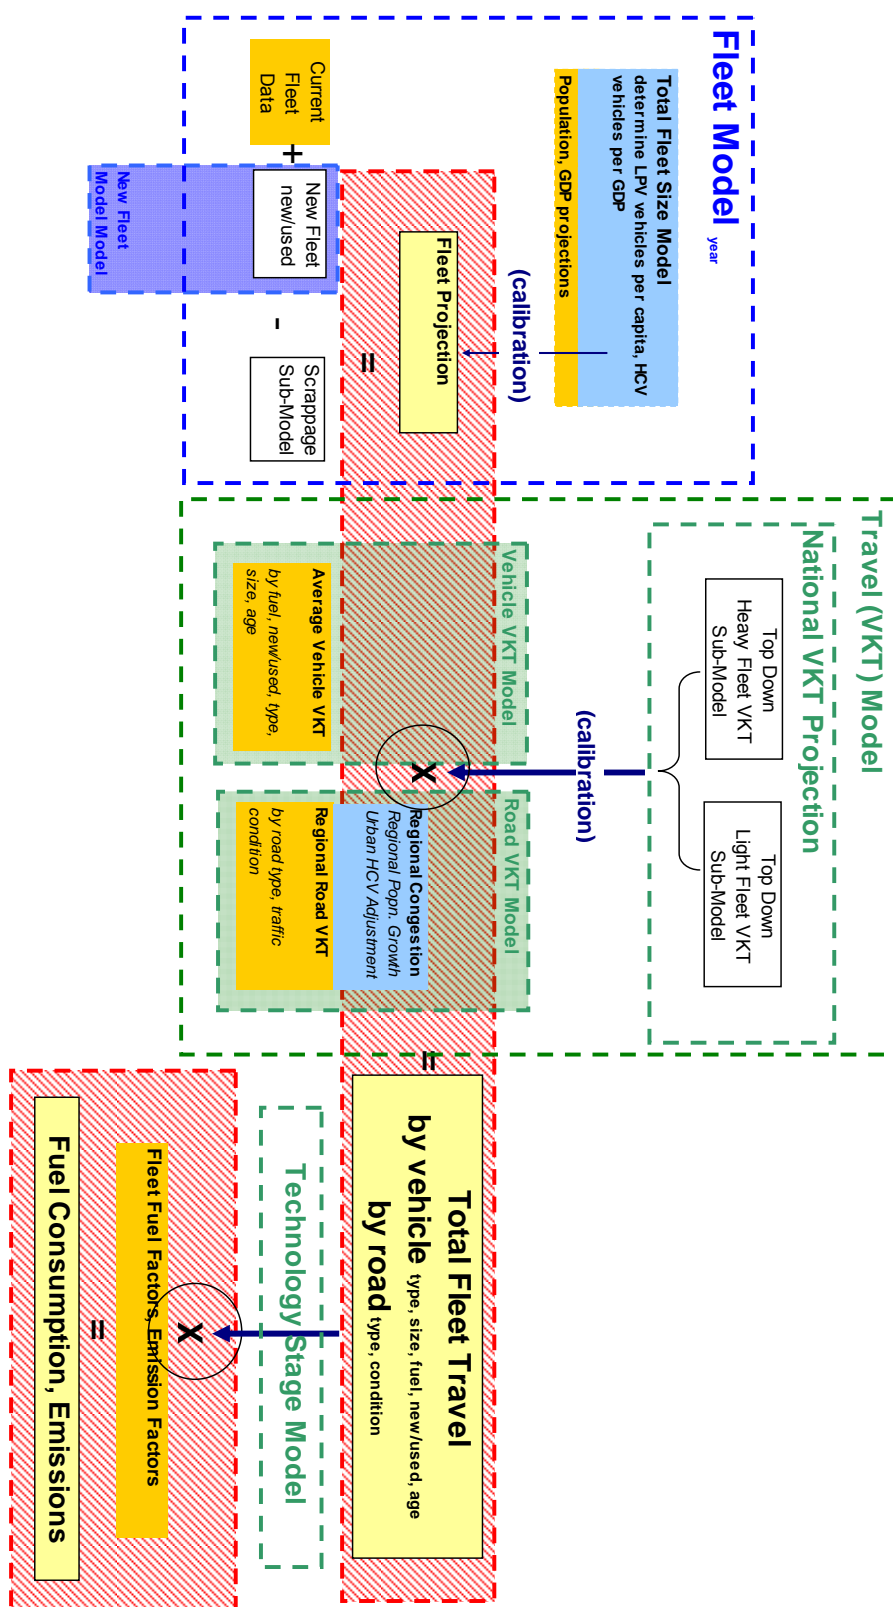 Fleet Model year
Total Fleet Size Model
determine LPV vehicles per capita, HCV
vehicles per GDP
Population, GDP projections
(calibration)
Fleet Projection
=
Current
Fleet
Data
+
New Fleet
new/used
New Fleet
Model Model
-
Scrappage
Sub-Model
Travel (VKT) Model
National VKT Projection
Top Down
Heavy Fleet VKT
Sub-Model
Top Down
Light Fleet VKT
Sub-Model
(calibration)
Vehicle VKT Model
X
Average Vehicle VKT
by fuel, new/used, type,
size, age
Road VKT Model
Regional Congestion
Regional Popn. Growth
Urban HCV Adjustment
Regional Road VKT
by road type, traffic
condition
=
Total Fleet Travel
by vehicle type, size, fuel, new/used, age
by road type, condition
Technology Stage Model
X
Fleet Fuel Factors, Emission Factors
=
Fuel Consumption, Emissions